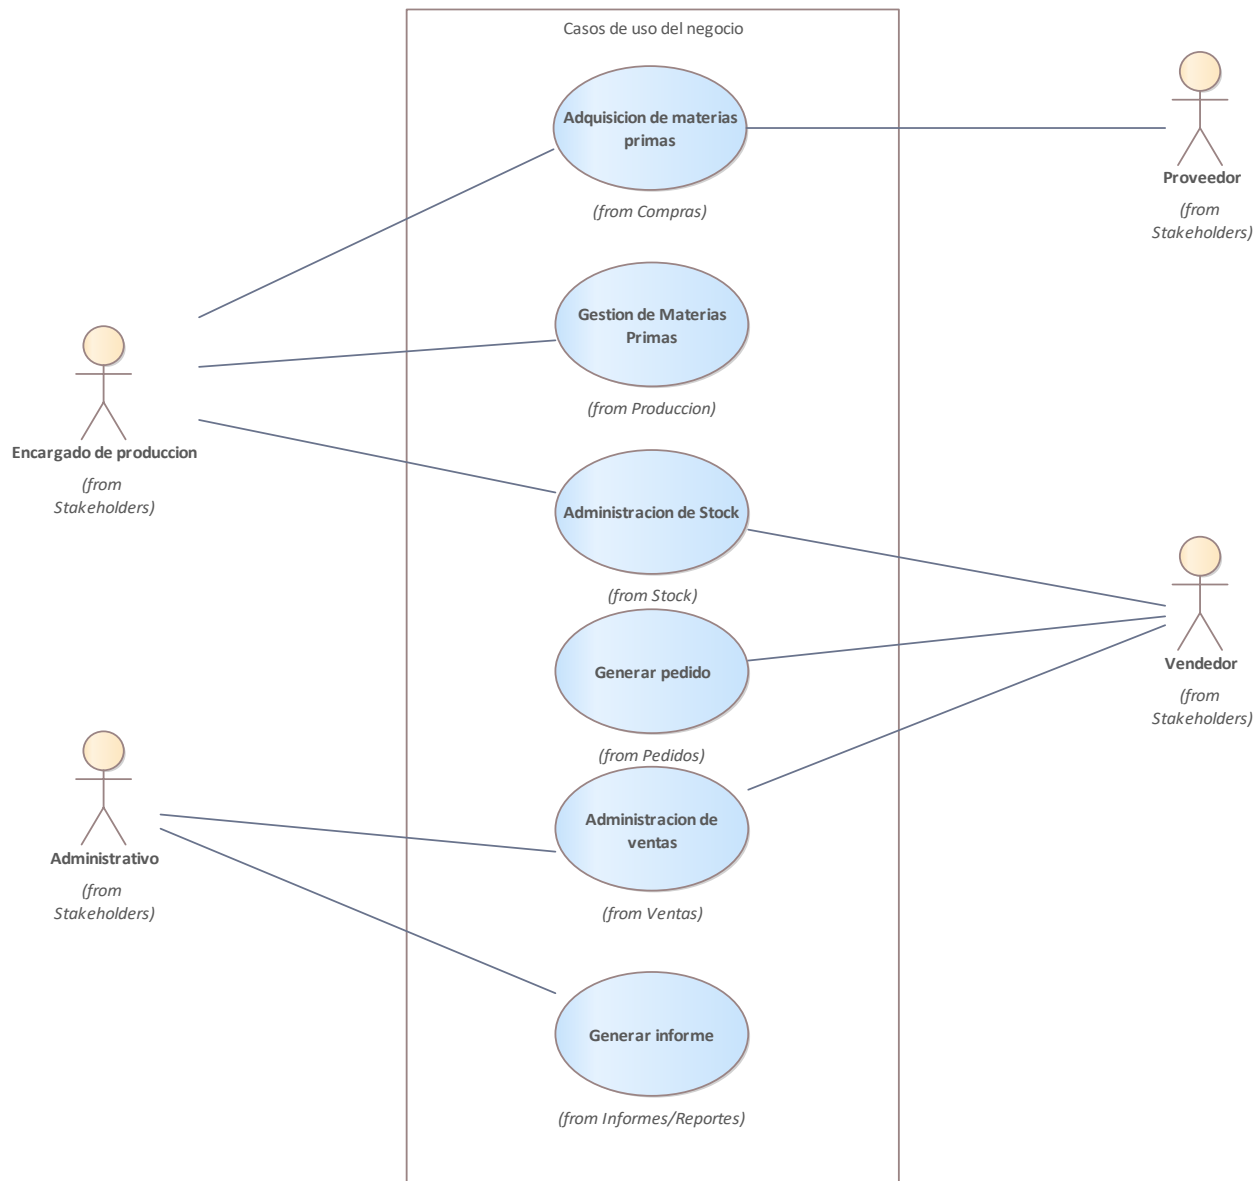 Casos de uso del negocio
Adquisicion de materias
primas
(from Compras)
Proveedor
(from
Stakeholders)
Gestion de Materias
Primas
(from Produccion)
Encargado de produccion
(from
Stakeholders)
Administracion de Stock
(from Stock)
Generar pedido
(from Pedidos)
Vendedor
(from
Stakeholders)
Administrativo
(from
Stakeholders)
Administracion de
ventas
(from Ventas)
Generar informe
(from Informes/Reportes)